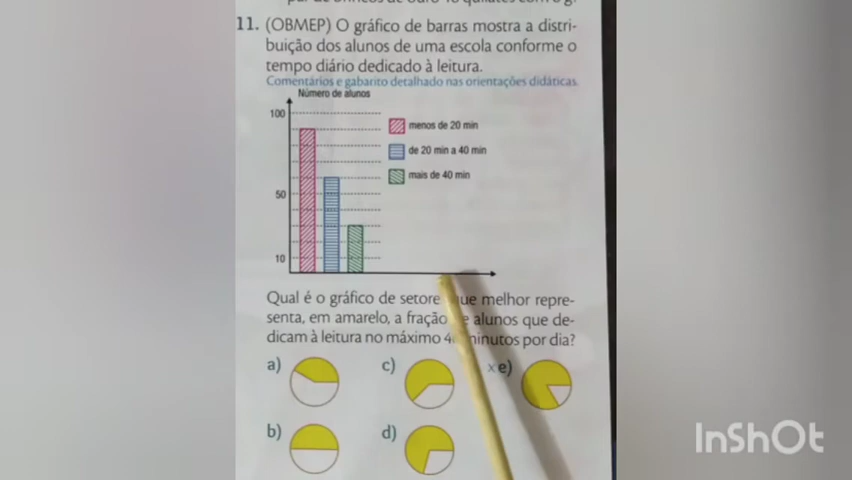 11. (OBMEP) O gráfico de barras mostra a distri-
buição dos alunos de uma escola conforme o
tempo diário dedicado à leitura.
Comentários e gabarito detalhado nas orientações didáticas.
Número de alunos
100
50
10
menos de 20 min
de 20 min a 40 min
mais de 40 min
Qual é o gráfico de setore que melhor repre-
senta, em amarelo, a fração de alunos que de-
dicam à leitura no máximo minutos por dia?
a)
c)
x e)
b)
d)
InShOt